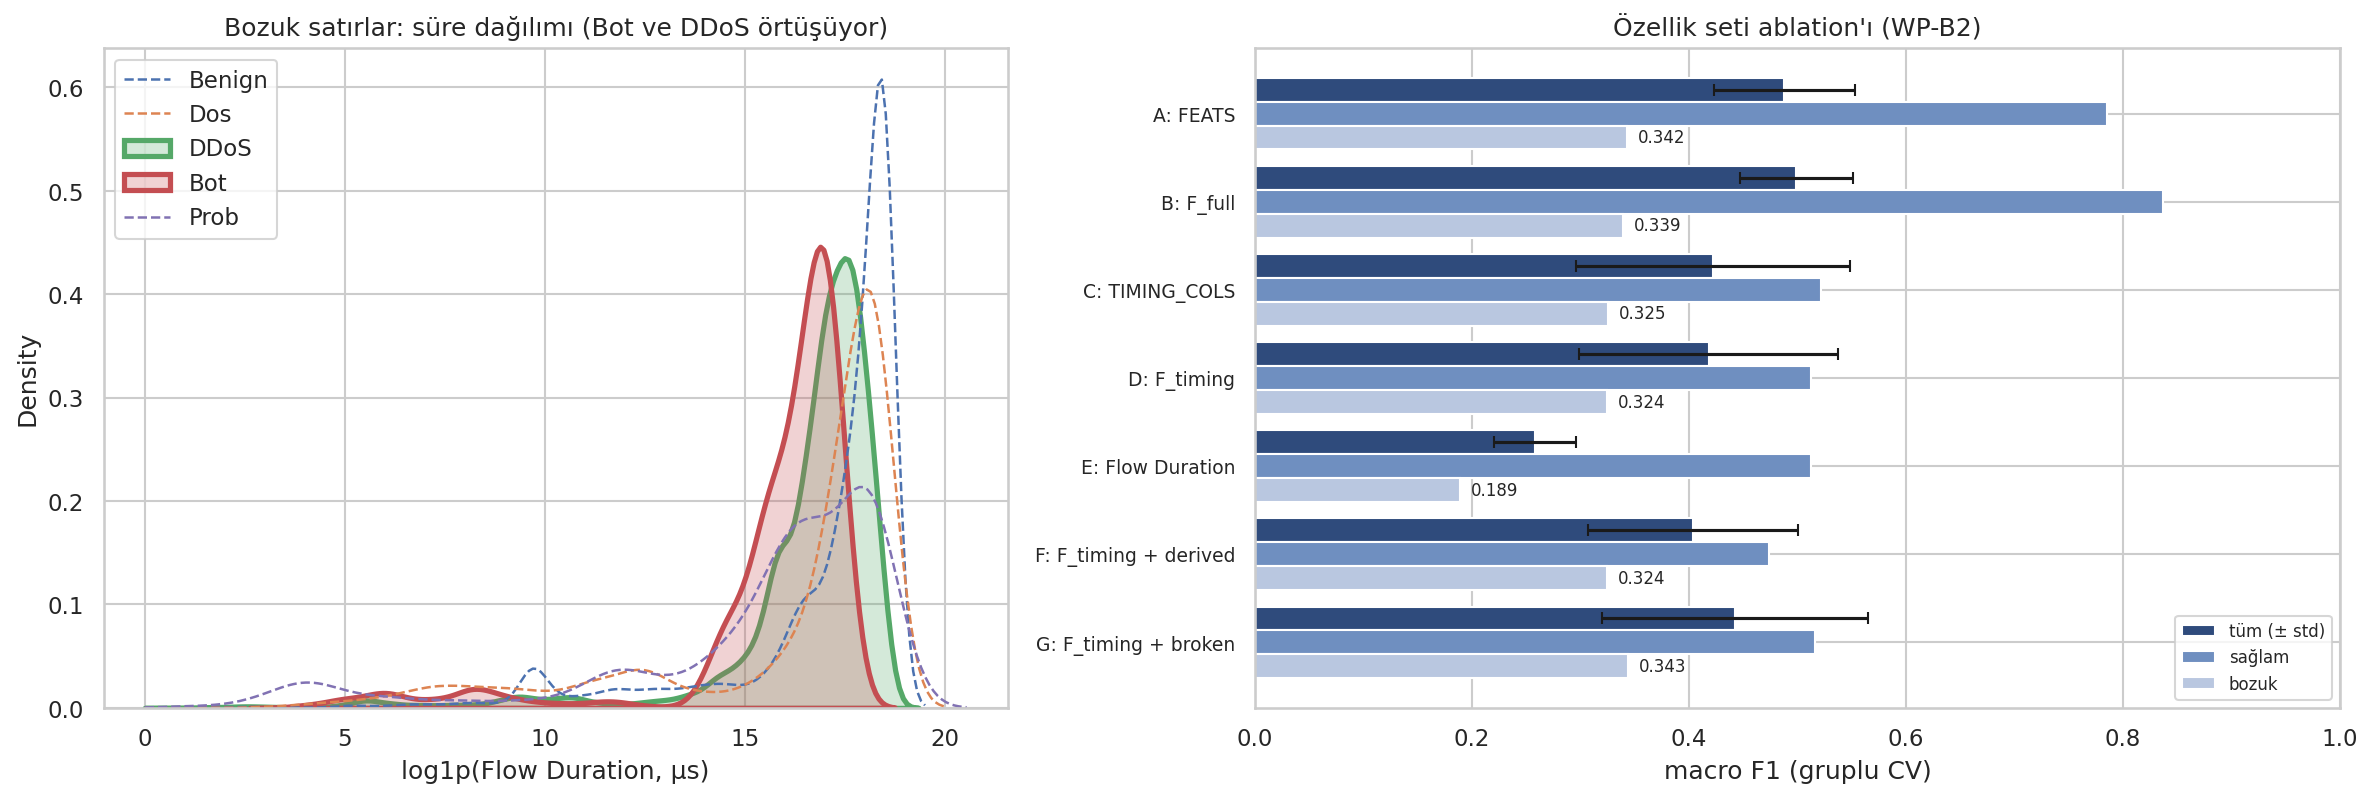 Bozuk satırlar: süre dağılımı (Bot ve DDoS örtüşüyor)
Benign
Dos
DDoS
Bot
Prob
Density
0.6
0.5
0.4
0.3
0.2
0.1
0.0
0 5 10 15 20
log1p(Flow Duration, µs)
Özellik seti ablation'ı (WP-B2)
A: FEATS
0.342
B: F_full
0.339
C: TIMING_COLS
0.325
D: F_timing
0.324
E: Flow Duration
0.189
F: F_timing + derived
0.324
G: F_timing + broken
0.343
tüm (± std)
sağlam
bozuk
0.0 0.2 0.4 0.6 0.8 1.0
macro F1 (gruplu CV)